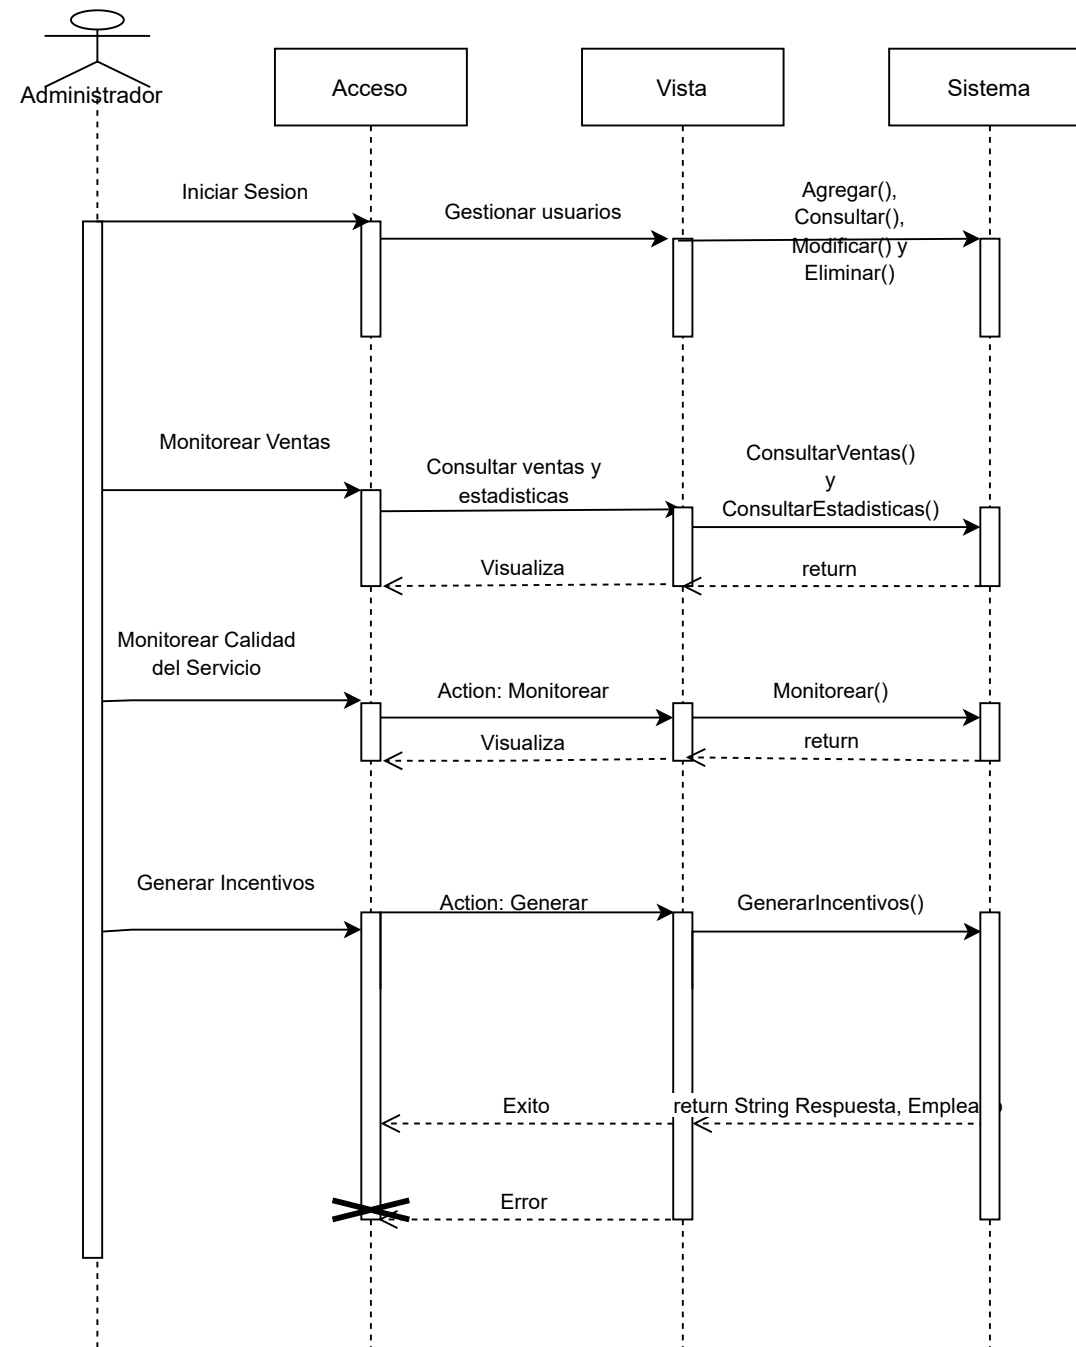 Administrador
Acceso
Vista
Sistema
Iniciar Sesion
Gestionar usuarios
Agregar(),
Consultar(),
Modificar() y
Eliminar()
Monitorear Ventas
Consultar ventas y
estadisticas
ConsultarVentas()
y
ConsultarEstadisticas()
Visualiza
return
Monitorear Calidad
del Servicio
Action: Monitorear
Monitorear()
Visualiza
return
Generar Incentivos
Action: Generar
GenerarIncentivos()
Exito
return String Respuesta,
Error